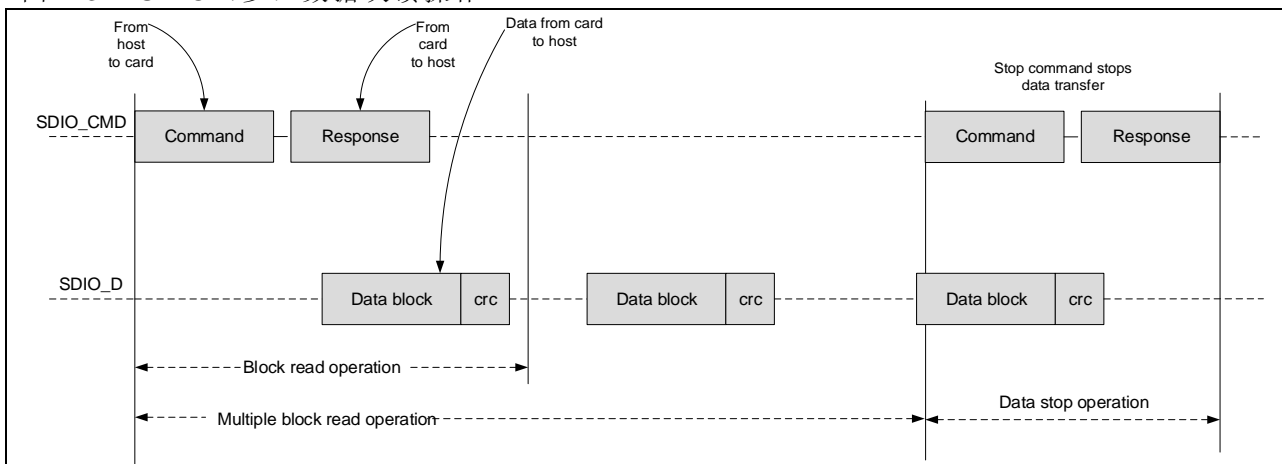 From
host
to card
From
card
to host
Data from card
to host
Stop command stops
data transfer
SDIO_CMD
Command
Response
Command
Response
SDIO_D
Data block
crc
Data block
crc
Data block
crc
Block read operation
Multiple block read operation
Data stop operation